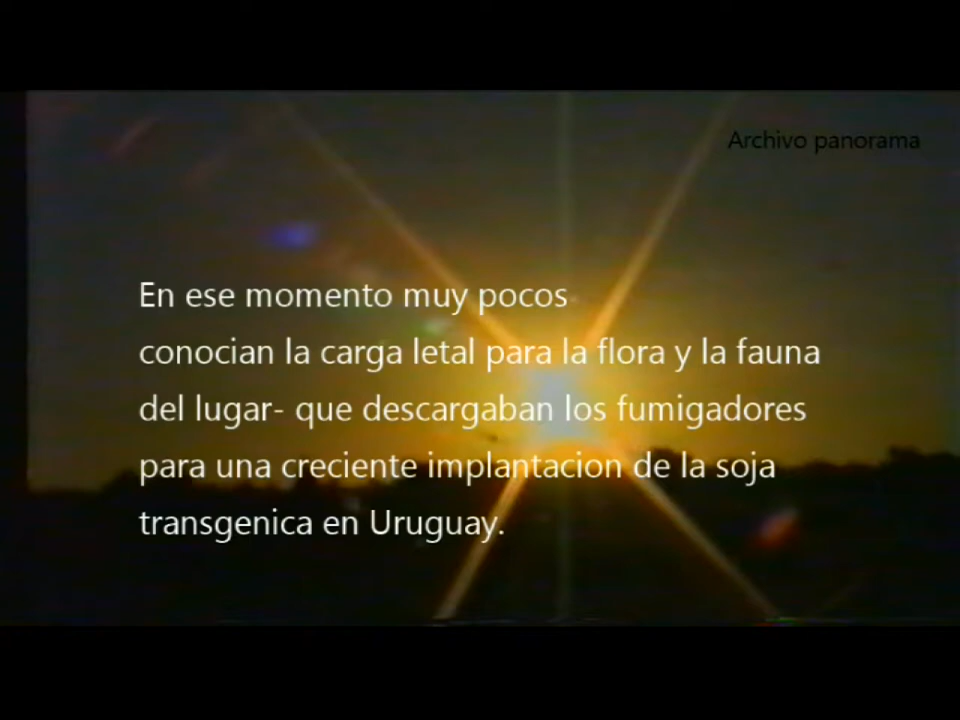 Archivo panorama
En ese momento muy pocos
conocian la carga letal para la flora y la fauna
del lugar- que descargaban los fumigadores
para una creciente implantacion de la soja
transgenica en Uruguay.